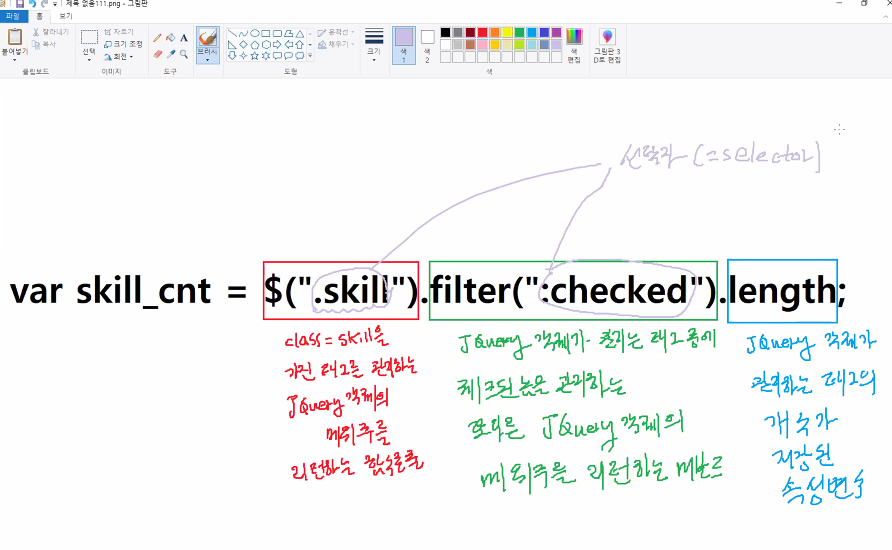 제목 없음111.png - 그림판
파일 홈 보기
붙여넣기
잘라내기
복사
클립보드
선택
자르기
크기 조정
회전
이미지
A
도구
브러시
윤곽선
채우기
도형
크기
색 1
색 2
색
색 편집
그림판 3D로 편집
선택자 (=selector)
var skill_cnt = $(".skill").filter(":checked").length;
class=skill을
가진 태그를 관리하는
JQuery 객체의
메위주를
리턴하는 함수호출
JQuery 객체가 관리하는 태그중에
체크된 놈을 관리하는
또다른 JQuery 객체의
메위주를 리턴하는 메소드
JQuery 객체가
관리하는 태그의
개수가
저장된
속성변수